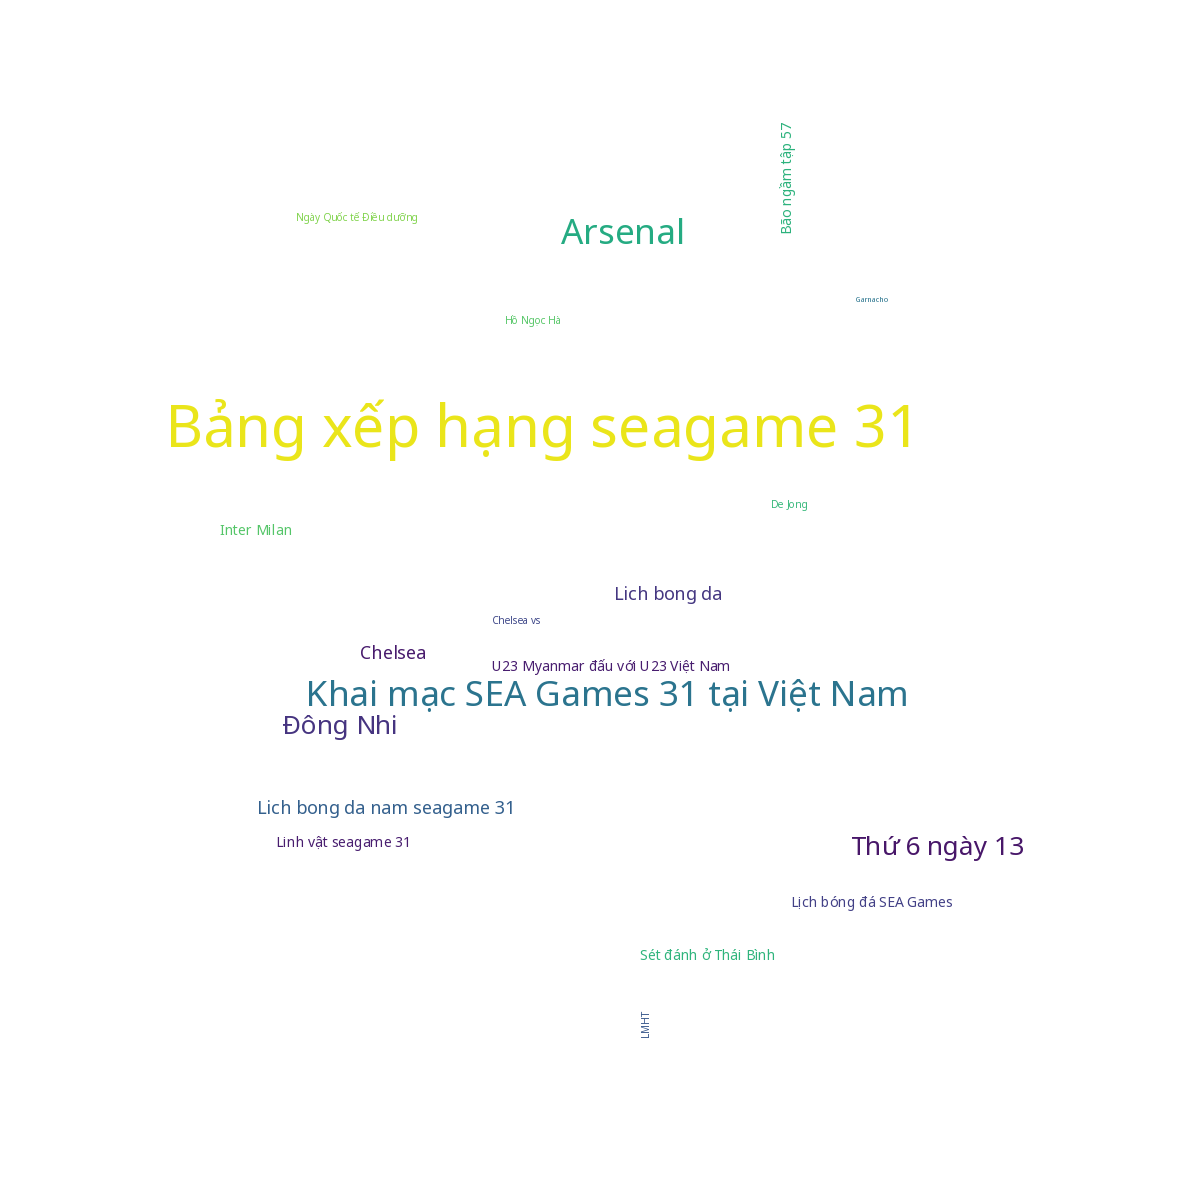 Bão ngầm tập 57
Ngày Quốc tế Điều dưỡng
Arsenal
Garnacho
Hồ Ngọc Hà
Bảng xếp hạng seagame 31
De Jong
Inter Milan
Lich bong da
Chelsea vs
Chelsea
U23 Myanmar đấu với U23 Việt Nam
Khai mạc SEA Games 31 tại Việt Nam
Đông Nhi
Lich bong da nam seagame 31
Linh vật seagame 31
Thứ 6 ngày 13
Lịch bóng đá SEA Games
Sét đánh ở Thái Bình
LMHT